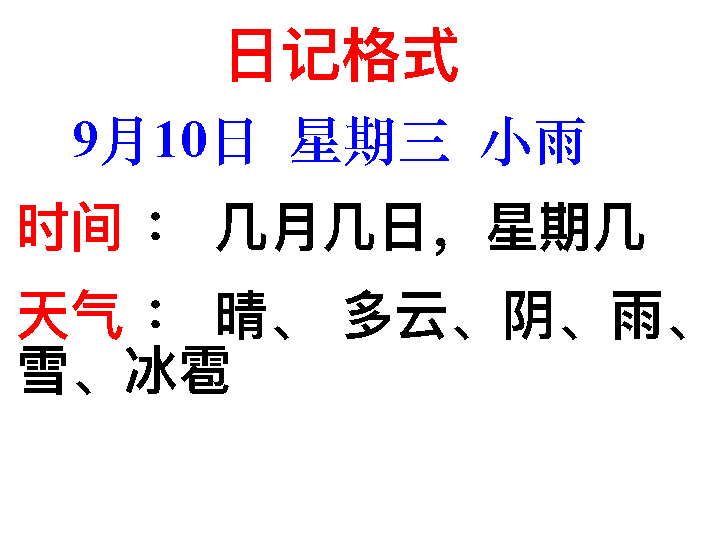 日记格式
9月10日 星期三 小雨
时间： 几月几日，星期几
天气： 晴、 多云、阴、雨、
雪、冰雹